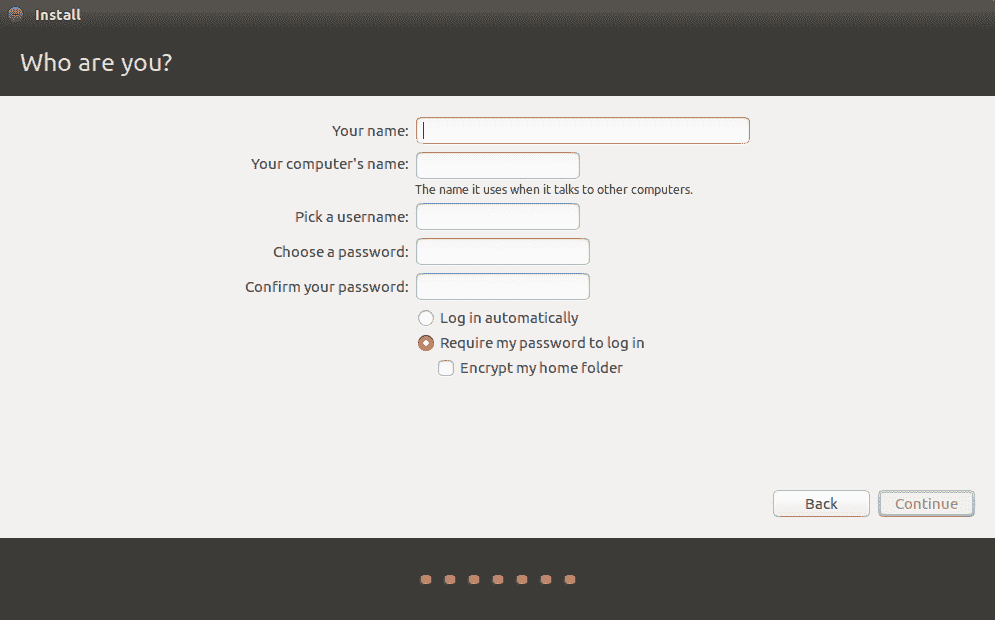 Install
Who are you?
Your name:
Your computer's name:
The name it uses when it talks to other computers.
Pick a username:
Choose a password:
Confirm your password:
Log in automatically
Require my password to log in
Encrypt my home folder
Back
Continue